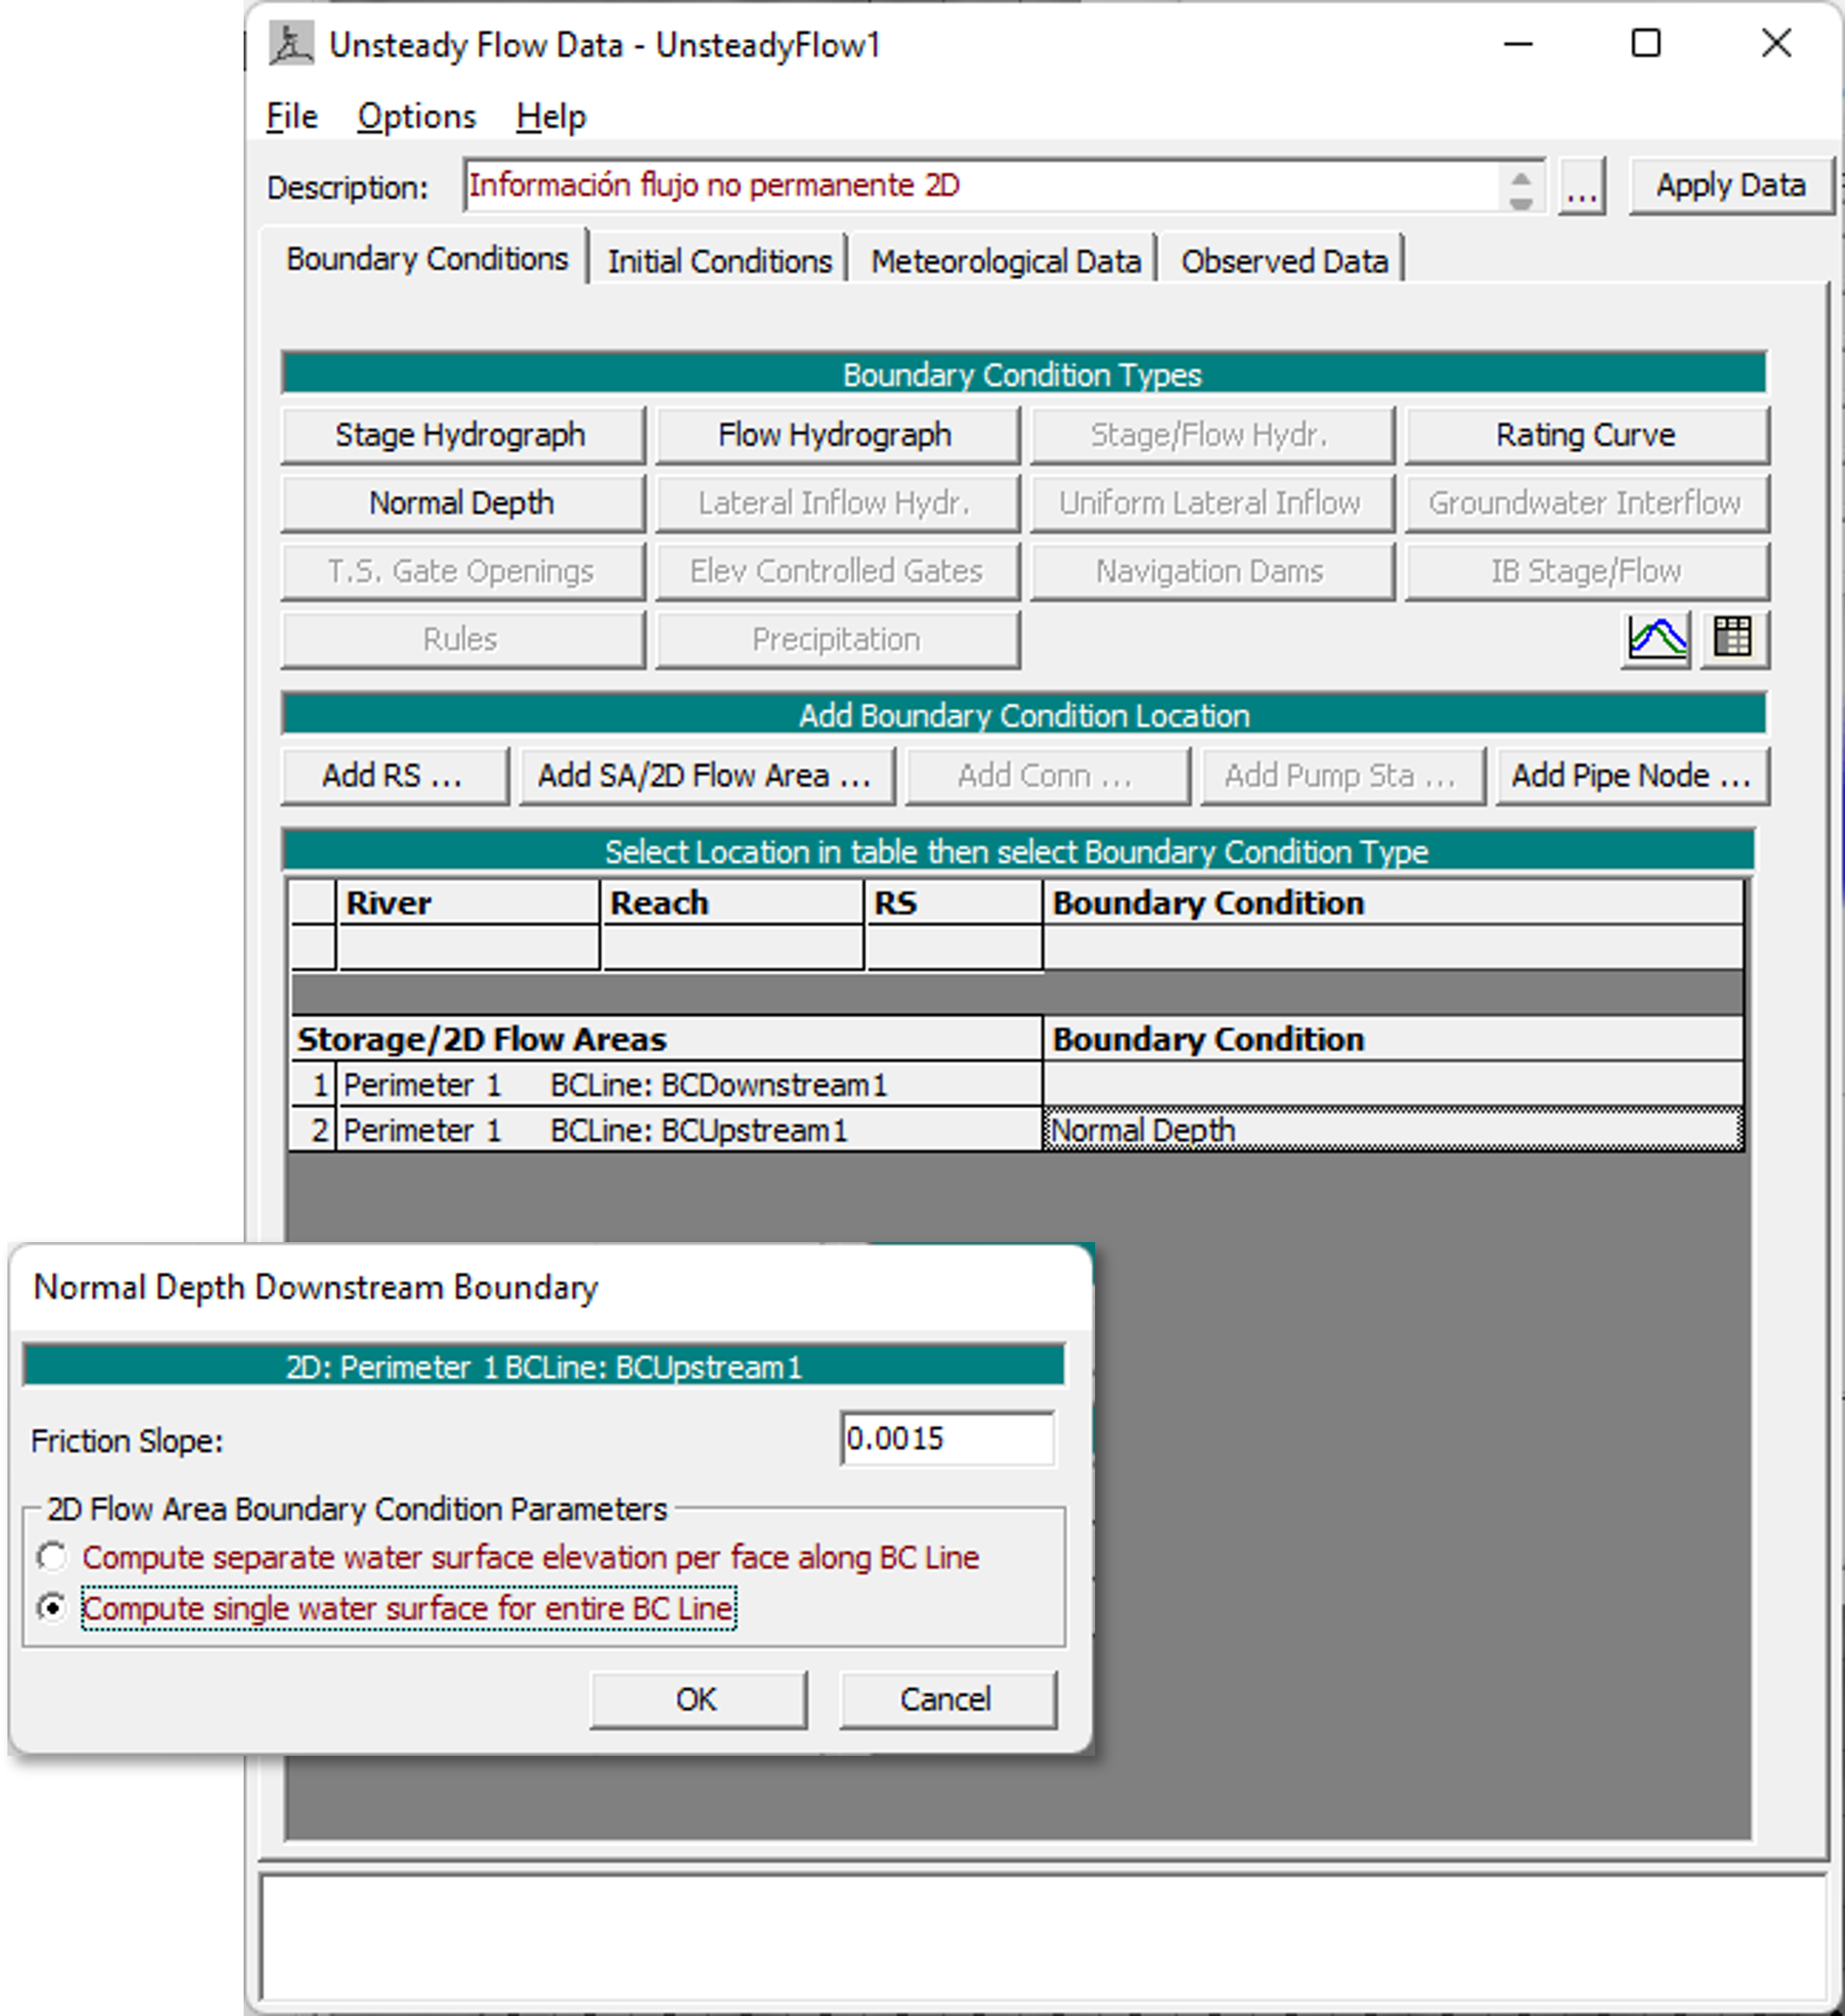 Unsteady Flow Data - UnsteadyFlow1
File Options Help
Description: Información flujo no permanente 2D ... Apply Data
Boundary Conditions Initial Conditions Meteorological Data Observed Data
Boundary Condition Types
Stage Hydrograph Flow Hydrograph Stage/Flow Hydr. Rating Curve
Normal Depth Lateral Inflow Hydr. Uniform Lateral Inflow Groundwater Interflow
T.S. Gate Openings Elev Controlled Gates Navigation Dams IB Stage/Flow
Rules Precipitation
Add Boundary Condition Location
Add RS ... Add SA/2D Flow Area ... Add Conn ... Add Pump Sta ... Add Pipe Node ...
Select Location in table then select Boundary Condition Type
River Reach RS Boundary Condition
Storage/2D Flow Areas Boundary Condition
1 Perimeter 1 BCLine: BCDownstream1
2 Perimeter 1 BCLine: BCUpstream1 Normal Depth
Normal Depth Downstream Boundary
2D: Perimeter 1 BCLine: BCUpstream1
Friction Slope: 0.0015
2D Flow Area Boundary Condition Parameters
Compute separate water surface elevation per face along BC Line
Compute single water surface for entire BC Line
OK Cancel